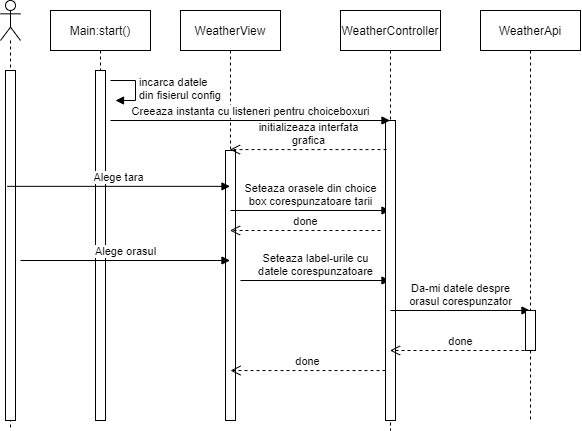 Main:start()
WeatherView
WeatherController
WeatherApi
incarca datele
din fisierul config
Creeaza instanta cu listeneri pentru choiceboxuri
initializeaza interfata
grafica
Alege tara
Seteaza orasele din choice
box corespunzatoare tarii
done
Alege orasul
Seteaza label-urile cu
datele corespunzatoare
Da-mi datele despre
orasul corespunzator
done
done